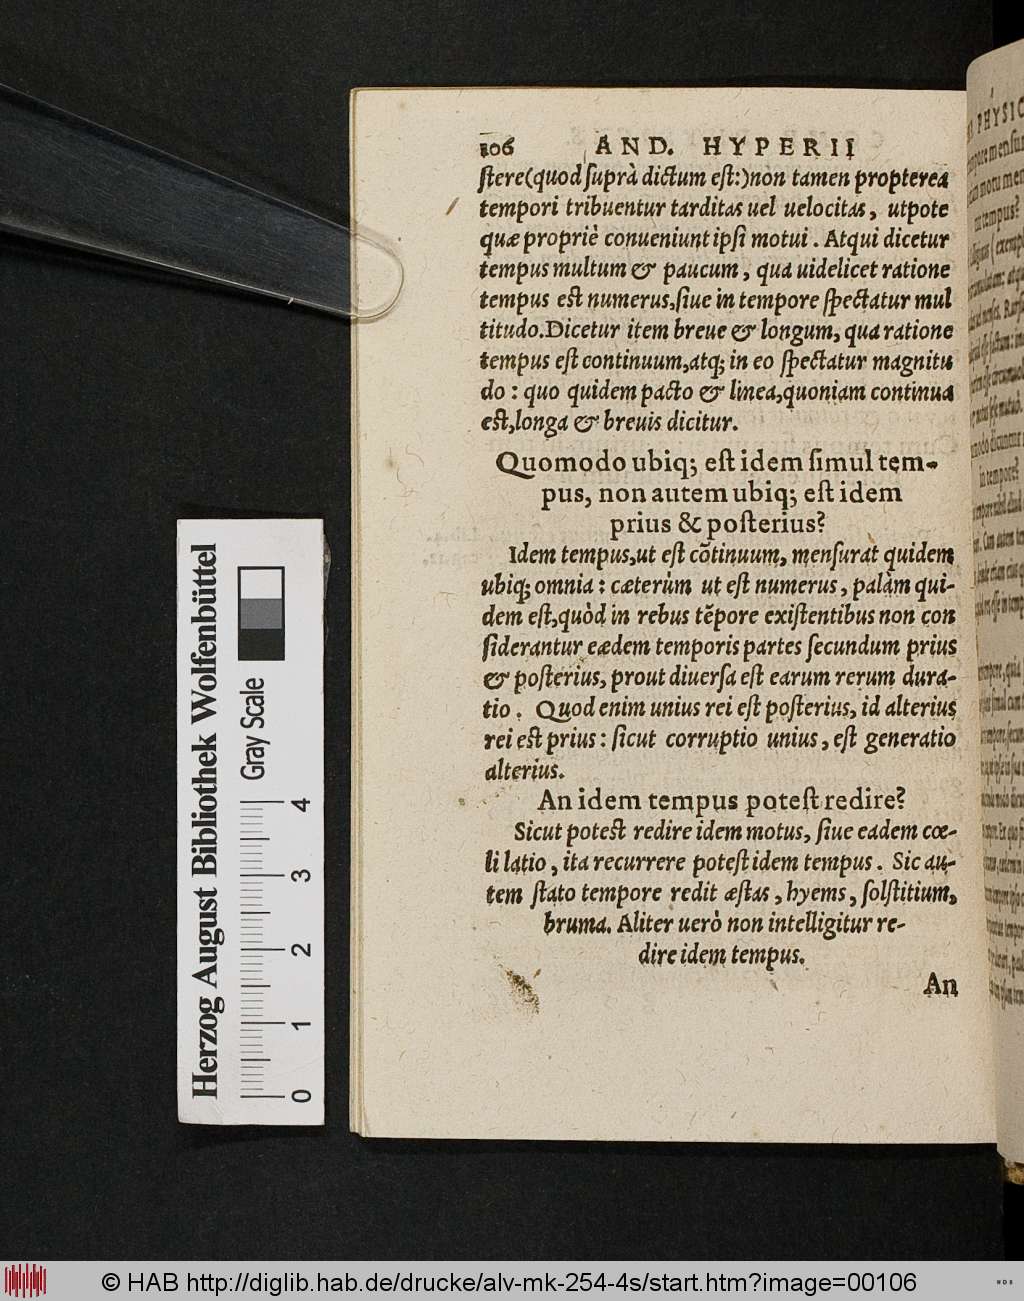 106 AND. HYPERII
ſtere(quod ſuprà dictum eſt:)non tamen propterea
tempori tribuentur tarditas uel uelocitas, utpote
quæ propriè conueniunt ipſi motui. Atqui dicetur
tempus multum & paucum, qua uidelicet ratione
tempus eſt numerus,ſiue in tempore ſpectatur mul
titudo.Dicetur item breue & longum, qua ratione
tempus eſt continuum,atq; in eo ſpectatur magnitu
do : quo quidem pacto & linea,quoniam continua
eſt,longa & breuis dicitur.
Quomodo ubiq; eſt idem ſimul tem-
pus, non autem ubiq; eſt idem
prius & poſterius?
Idem tempus,ut eſt cõtinuum, menſurat quidem
ubiq; omnia : cæterùm ut eſt numerus, palàm qui-
dem eſt,quòd in rebus tẽpore exiſtentibus non con
ſiderantur eædem temporis partes ſecundum prius
& poſterius, prout diuerſa eſt earum rerum dura-
tio. Quod enim unius rei eſt poſterius, id alterius
rei eſt prius : ſicut corruptio unius, eſt generatio
alterius.
An idem tempus poteſt redire?
Sicut poteſt redire idem motus, ſiue eadem cœ-
li latio, ita recurrere poteſt idem tempus. Sic au-
tem ſtato tempore redit æſtas, hyems, ſolſtitium,
bruma. Aliter uerò non intelligitur re-
dire idem tempus.
An
Herzog August Bibliothek Wolfenbüttel
Gray Scale
0 1 2 3 4
© HAB http://diglib.hab.de/drucke/alv-mk-254-4s/start.htm?image=00106